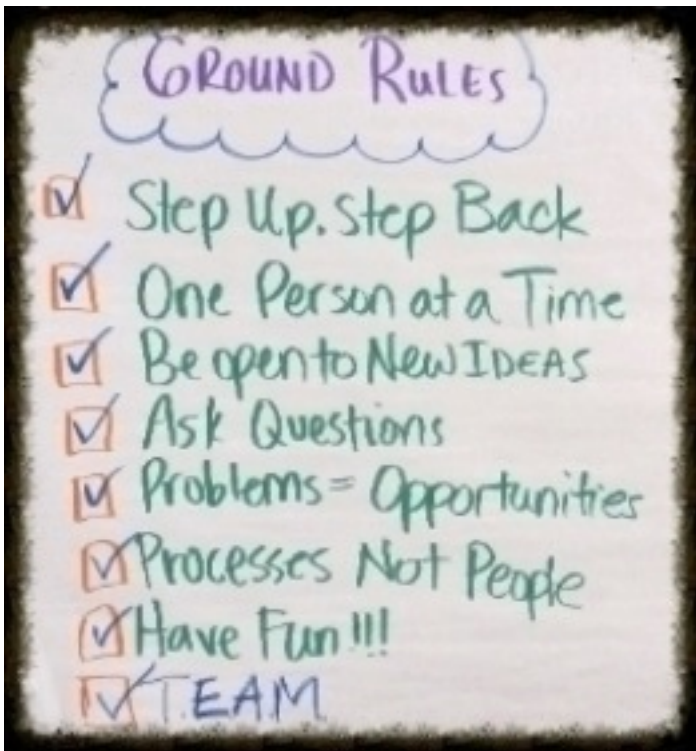 GROUND RULES
Step Up. Step Back
One Person at a Time
Be open to New IDEAS
Ask Questions
Problems = Opportunities
Processes Not People
Have Fun!!!
T.EAM